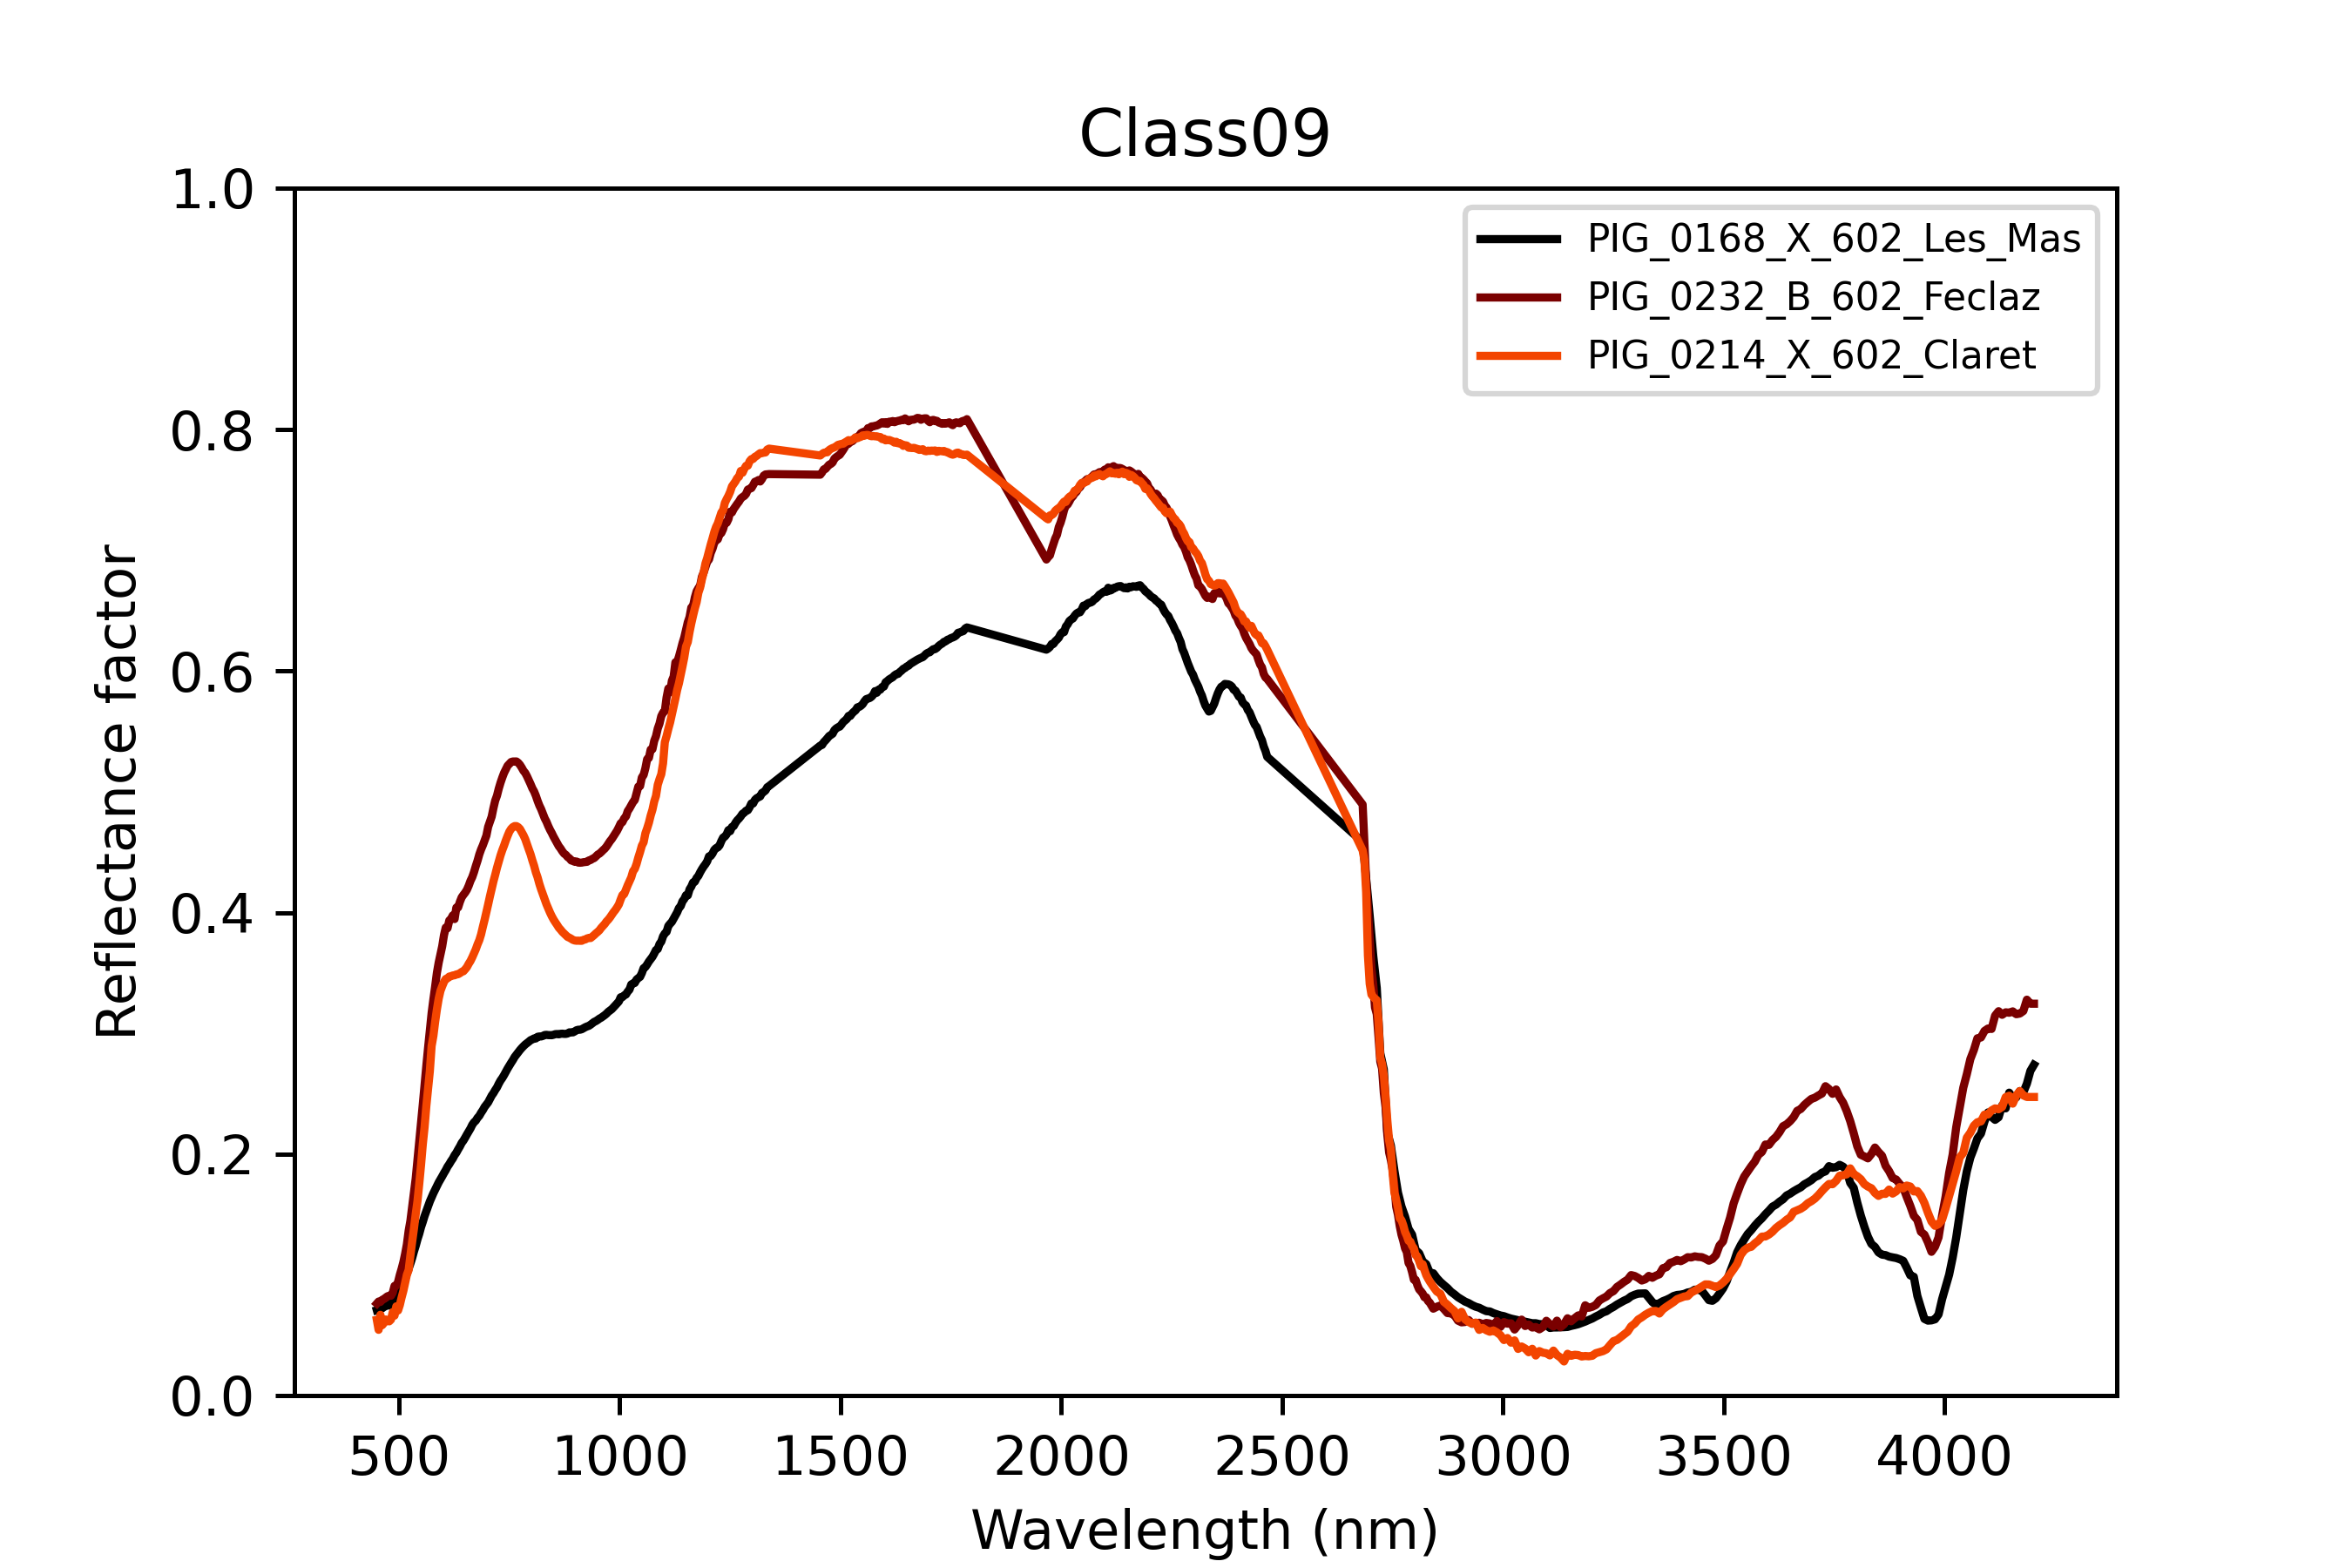 Class09
1.0
0.8
0.6
0.4
0.2
0.0
Reflectance factor
PIG_0168_X_602_Les_Mas
PIG_0232_B_602_Feclaz
PIG_0214_X_602_Claret
500 1000 1500 2000 2500 3000 3500 4000
Wavelength (nm)